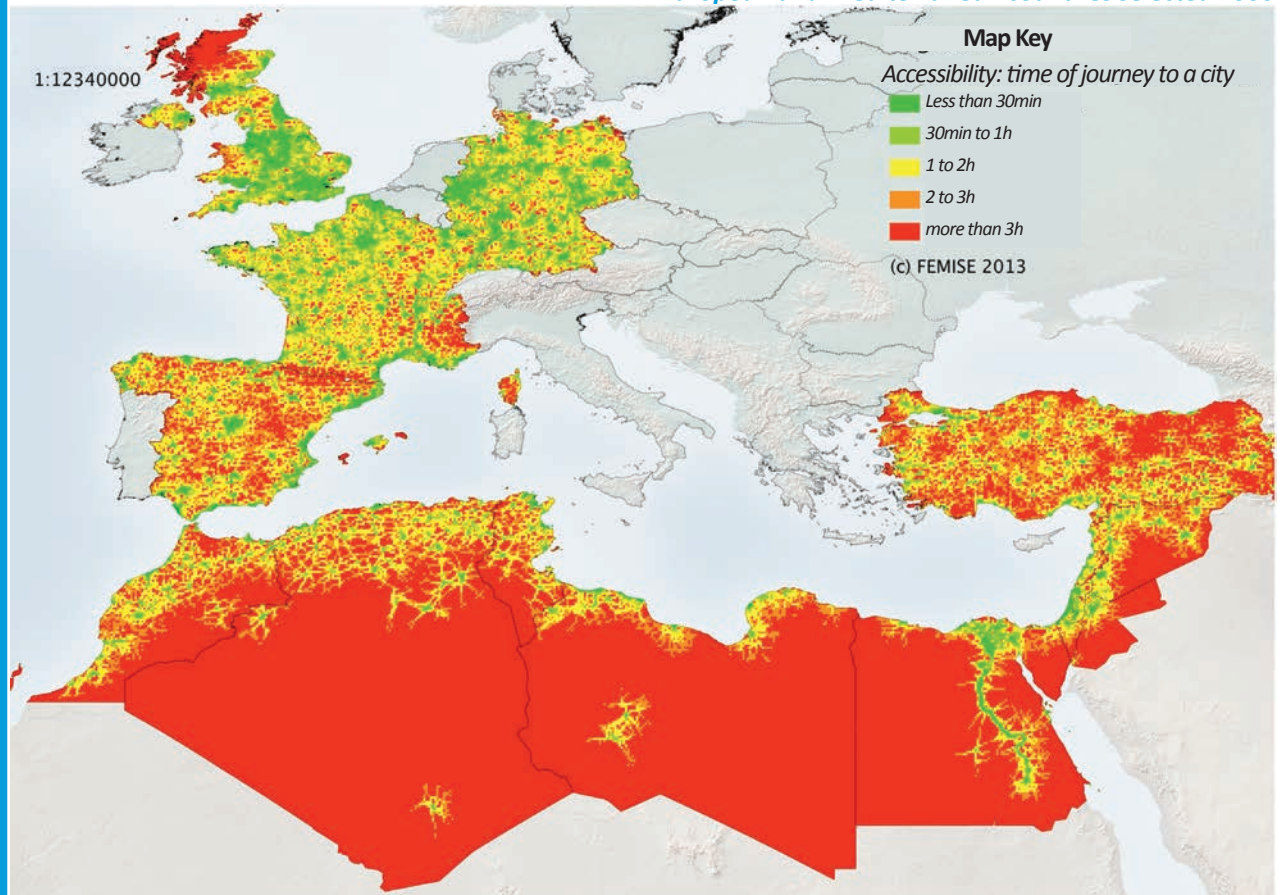 Map Key
1:12340000
Accessibility: time of journey to a city
Less than 30min
30min to 1h
1 to 2h
2 to 3h
more than 3h
(c) FEMISE 2013